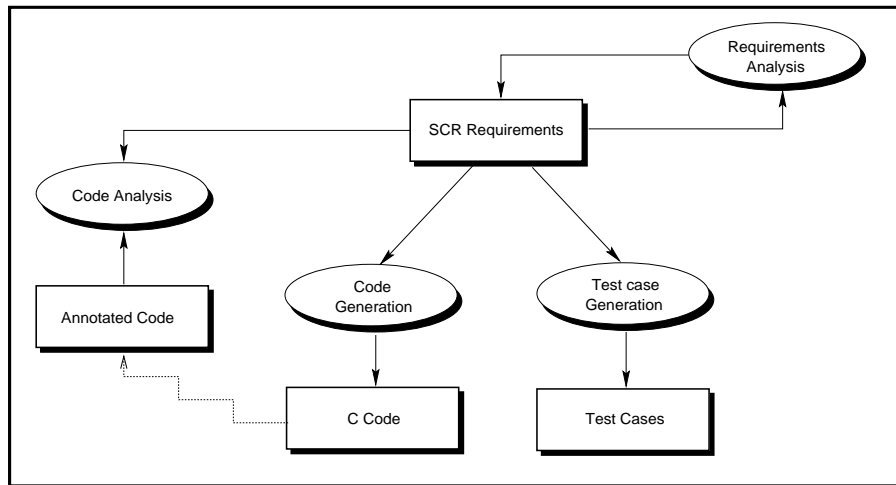 Requirements
Analysis
SCR Requirements
Code Analysis
Code
Generation
Test case
Generation
Annotated Code
C Code
Test Cases